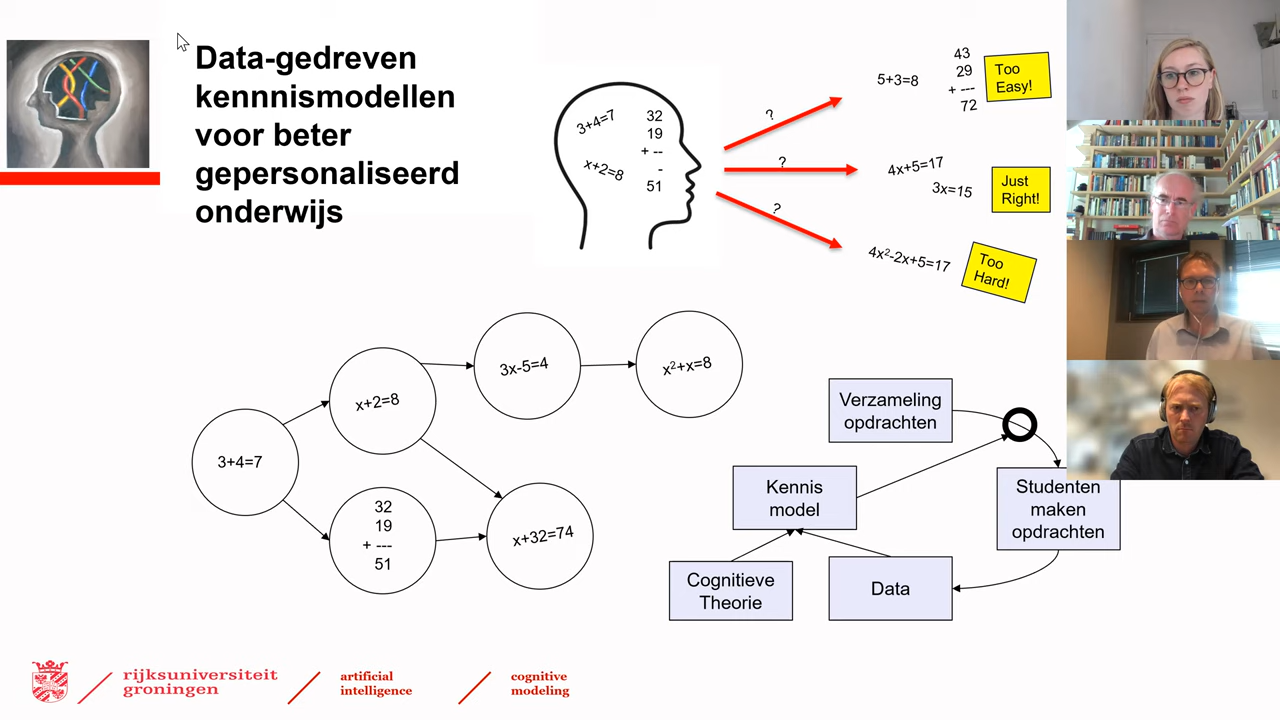 Data-gedreven
kennnismodellen
voor beter
gepersonaliseerd
onderwijs
3+4=7
x+2=8
32
19
+ --
-
51
?
?
?
5+3=8
43
29
+ ---
72
Too
Easy!
4x+5=17
3x=15
Just
Right!
4x²-2x+5=17
Too
Hard!
3+4=7
x+2=8
3x-5=4
x²+x=8
32
19
+ ---
51
x+32=74
Verzameling
opdrachten
Kennis
model
Studenten
maken
opdrachten
Cognitieve
Theorie
Data
rijksuniversiteit
groningen
artificial
intelligence
cognitive
modeling